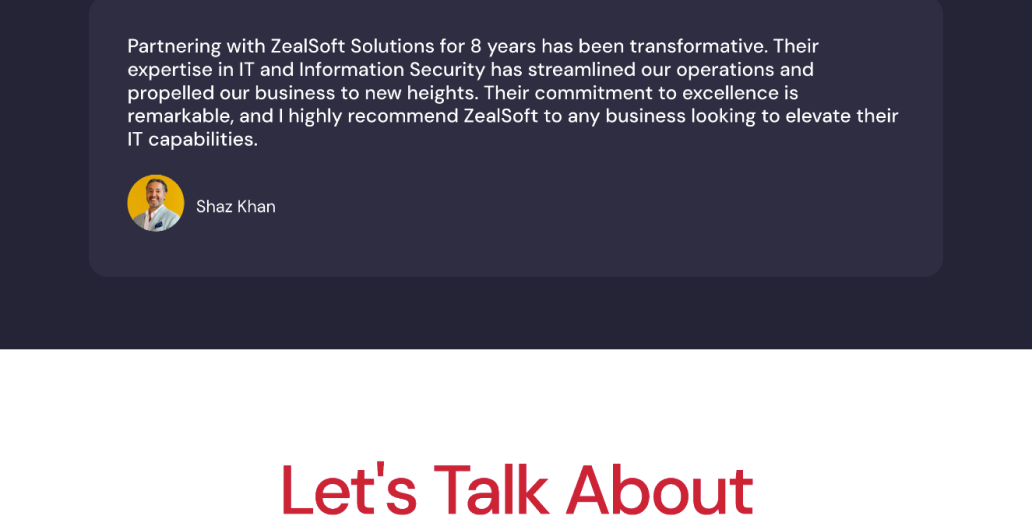 Partnering with ZealSoft Solutions for 8 years has been transformative. Their
expertise in IT and Information Security has streamlined our operations and
propelled our business to new heights. Their commitment to excellence is
remarkable, and I highly recommend ZealSoft to any business looking to elevate their
IT capabilities.
Shaz Khan
Let's Talk About